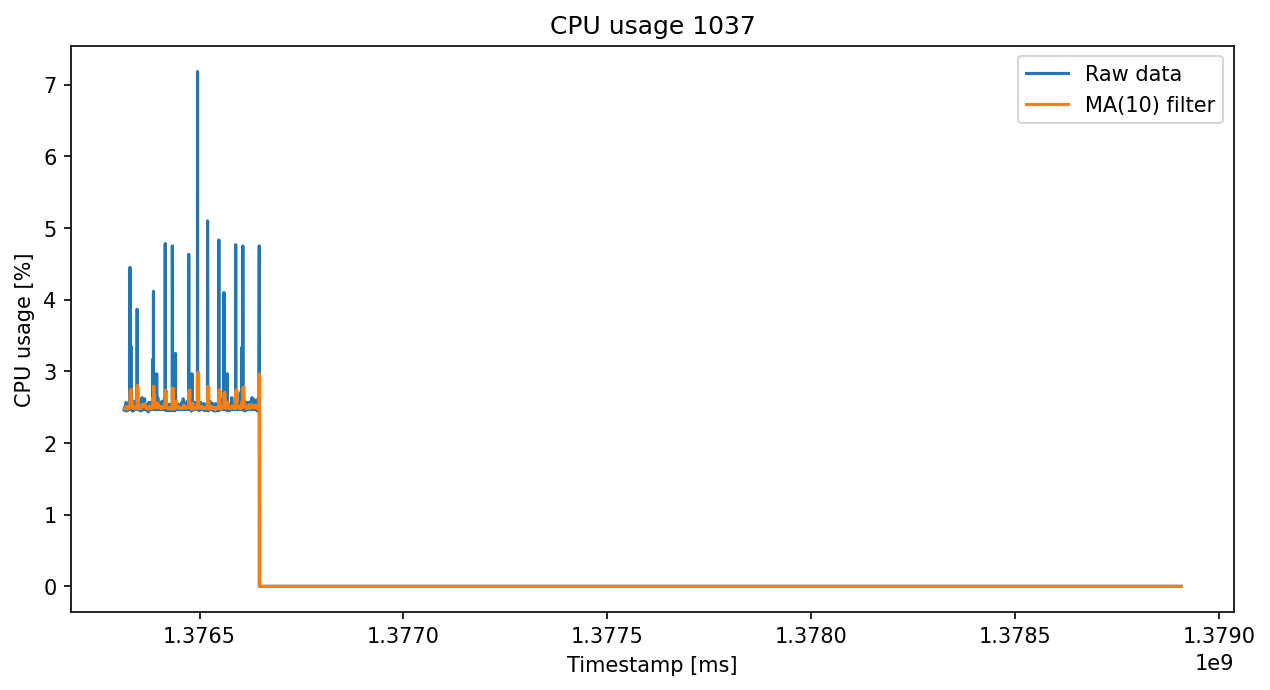 CPU usage 1037
Raw data
MA(10) filter
CPU usage [%]
7
6
5
4
3
2
1
0
1.3765 1.3770 1.3775 1.3780 1.3785 1.3790
1e9
Timestamp [ms]